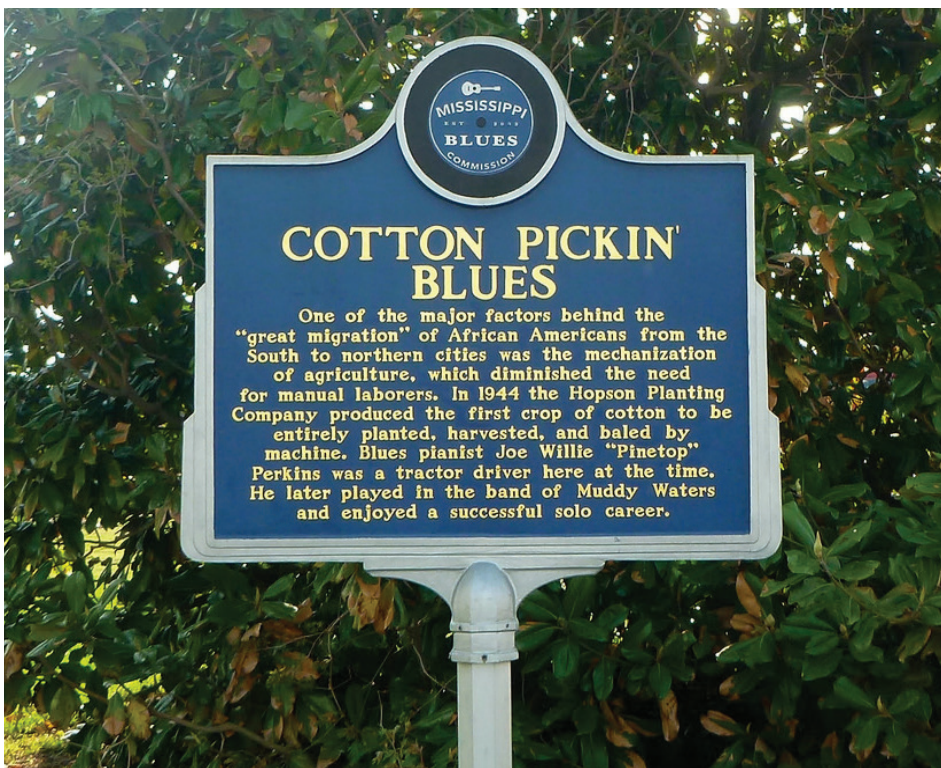 MISSISSIPPI
BLUES
COMMISSION
COTTON PICKIN'
BLUES
One of the major factors behind the
"great migration" of African Americans from the
South to northern cities was the mechanization
of agriculture, which diminished the need
for manual laborers. In 1944 the Hopson Planting
Company produced the first crop of cotton to be
entirely planted, harvested, and baled by
machine. Blues pianist Joe Willie "Pinetop"
Perkins was a tractor driver here at the time.
He later played in the band of Muddy Waters
and enjoyed a successful solo career.